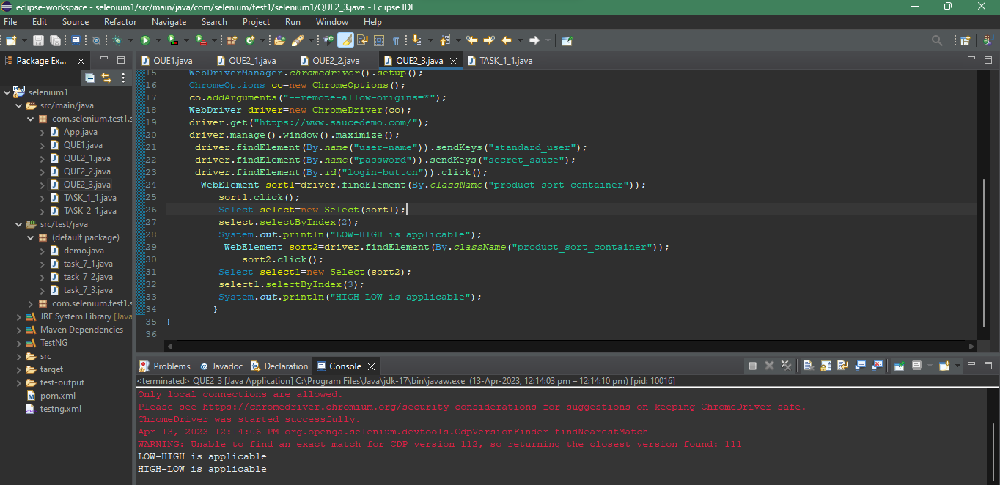 eclipse-workspace - selenium1/src/main/java/com/selenium/test1/selenium1/QUE2_3.java - Eclipse IDE
File Edit Source Refactor Navigate Search Project Run Window Help
Package Ex...
QUE1.java QUE2_1.java QUE2_2.java QUE2_3.java TASK_1_1.java
selenium1
src/main/java
com.selenium.test1.s
App.java
QUE1.java
QUE2_1.java
QUE2_2.java
QUE2_3.java
TASK_1_1.java
TASK_2_1.java
src/test/java
(default package)
demo.java
task_7_1.java
task_7_2.java
task_7_3.java
com.selenium.test1.s
JRE System Library [Java
Maven Dependencies
TestNG
src
target
test-output
pom.xml
testng.xml
15 WebDriverManager.chromedriver().setup();
16 ChromeOptions co=new ChromeOptions();
17 co.addArguments("--remote-allow-origins=*");
18 WebDriver driver=new ChromeDriver(co);
19 driver.get("https://www.saucedemo.com/");
20 driver.manage().window().maximize();
21 driver.findElement(By.name("user-name")).sendKeys("standard_user");
22 driver.findElement(By.name("password")).sendKeys("secret_sauce");
23 driver.findElement(By.id("login-button")).click();
24 WebElement sort1=driver.findElement(By.className("product_sort_container"));
25 sort1.click();
26 Select select=new Select(sort1);
27 select.selectByIndex(2);
28 System.out.println("LOW-HIGH is applicable");
29 WebElement sort2=driver.findElement(By.className("product_sort_container"));
30 sort2.click();
31 Select select1=new Select(sort2);
32 select1.selectByIndex(3);
33 System.out.println("HIGH-LOW is applicable");
34 }
35 }
36
Problems @ Javadoc Declaration Console
<terminated> QUE2_3 [Java Application] C:\Program Files\Java\jdk-17\bin\javaw.exe (13-Apr-2023, 12:14:03 pm – 12:14:10 pm) [pid: 10016]
Only local connections are allowed.
Please see https://chromedriver.chromium.org/security-considerations for suggestions on keeping ChromeDriver safe.
ChromeDriver was started successfully.
Apr 13, 2023 12:14:06 PM org.openqa.selenium.devtools.CdpVersionFinder findNearestMatch
WARNING: Unable to find an exact match for CDP version 112, so returning the closest version found: 111
LOW-HIGH is applicable
HIGH-LOW is applicable